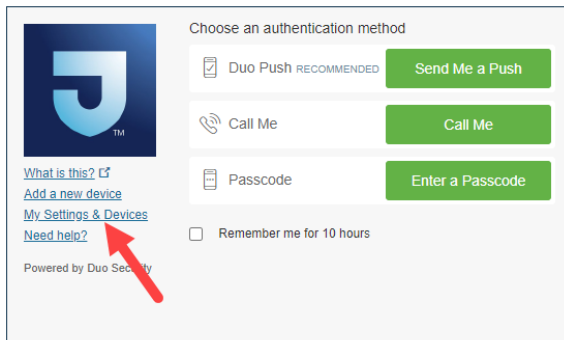 Choose an authentication method
Duo Push RECOMMENDED
Send Me a Push
Call Me
Call Me
Passcode
Enter a Passcode
Remember me for 10 hours
J
TM
What is this?
Add a new device
My Settings & Devices
Need help?
Powered by Duo Security